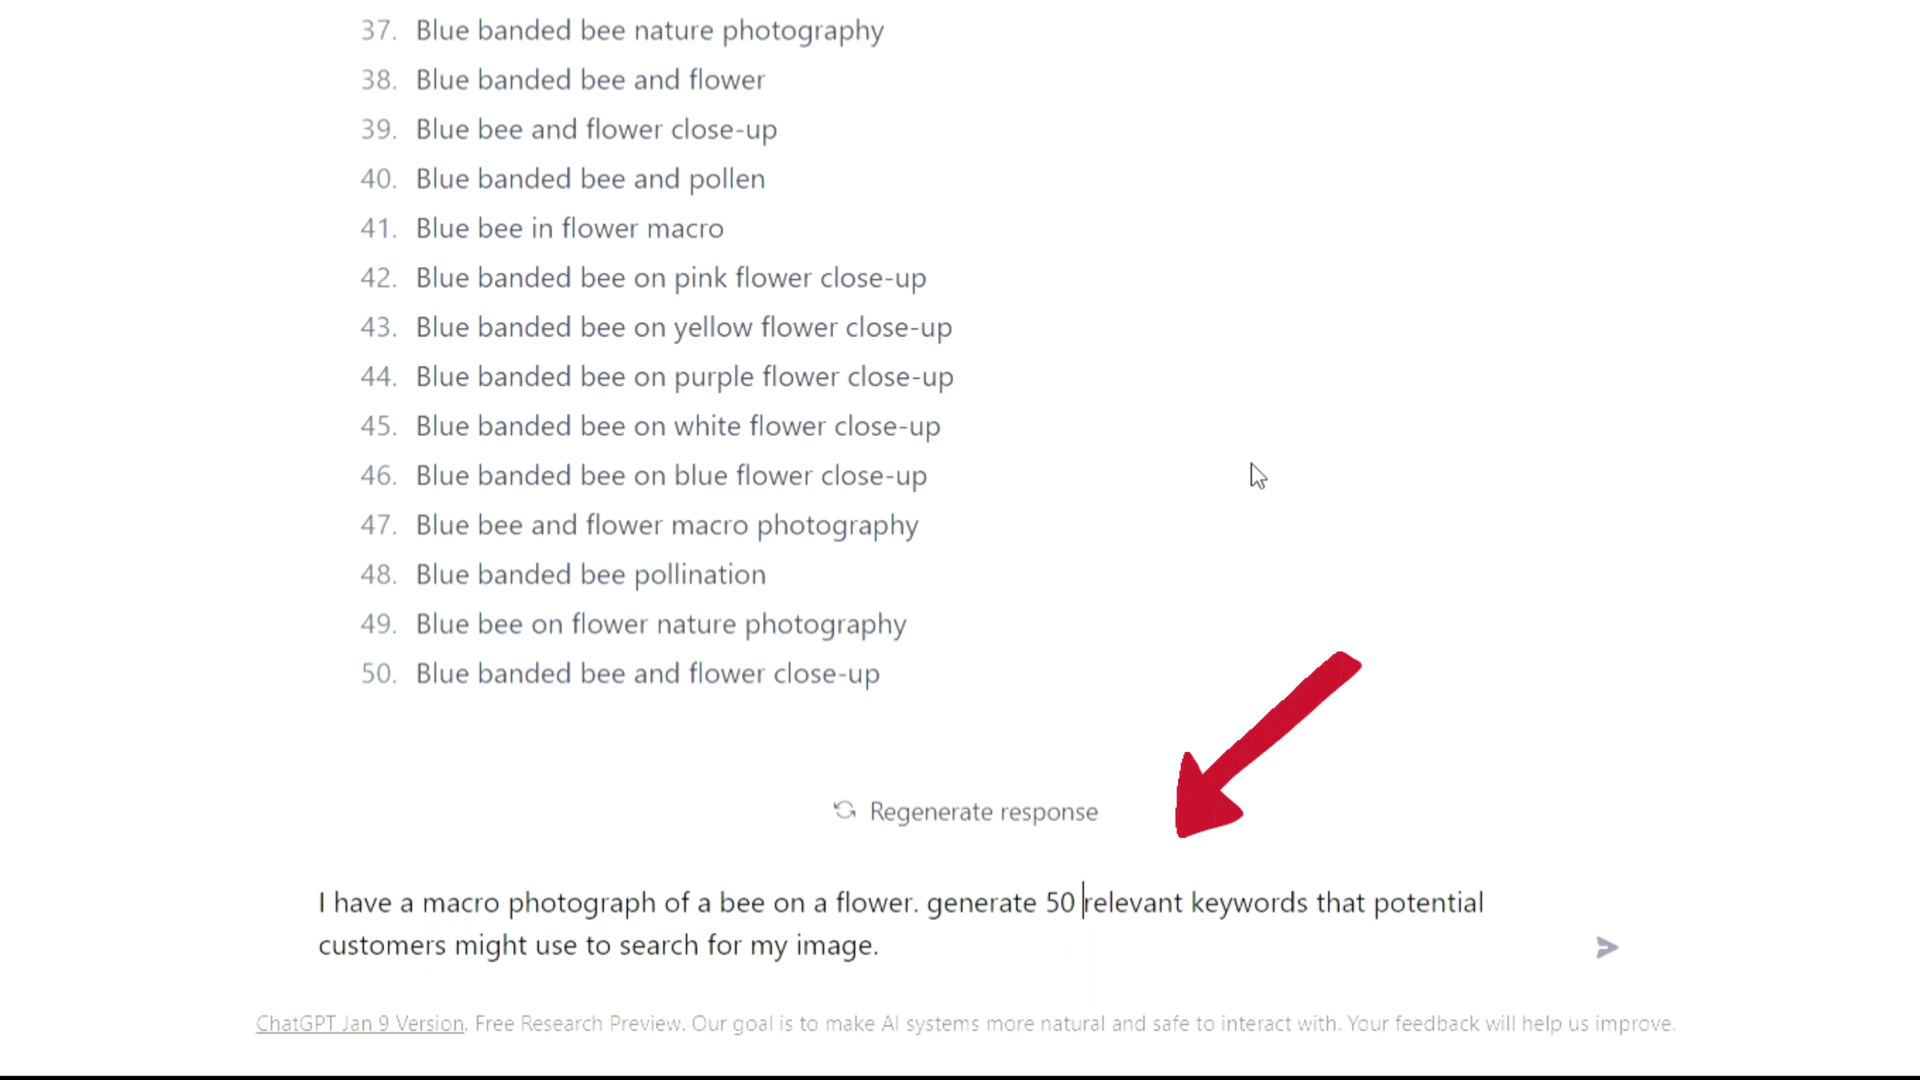 37. Blue banded bee nature photography
38. Blue banded bee and flower
39. Blue bee and flower close-up
40. Blue banded bee and pollen
41. Blue bee in flower macro
42. Blue banded bee on pink flower close-up
43. Blue banded bee on yellow flower close-up
44. Blue banded bee on purple flower close-up
45. Blue banded bee on white flower close-up
46. Blue banded bee on blue flower close-up
47. Blue bee and flower macro photography
48. Blue banded bee pollination
49. Blue bee on flower nature photography
50. Blue banded bee and flower close-up
Regenerate response
I have a macro photograph of a bee on a flower. generate 50 relevant keywords that potential
customers might use to search for my image.
ChatGPT Jan 9 Version. Free Research Preview. Our goal is to make AI systems more natural and safe to interact with. Your feedback will help us improve.